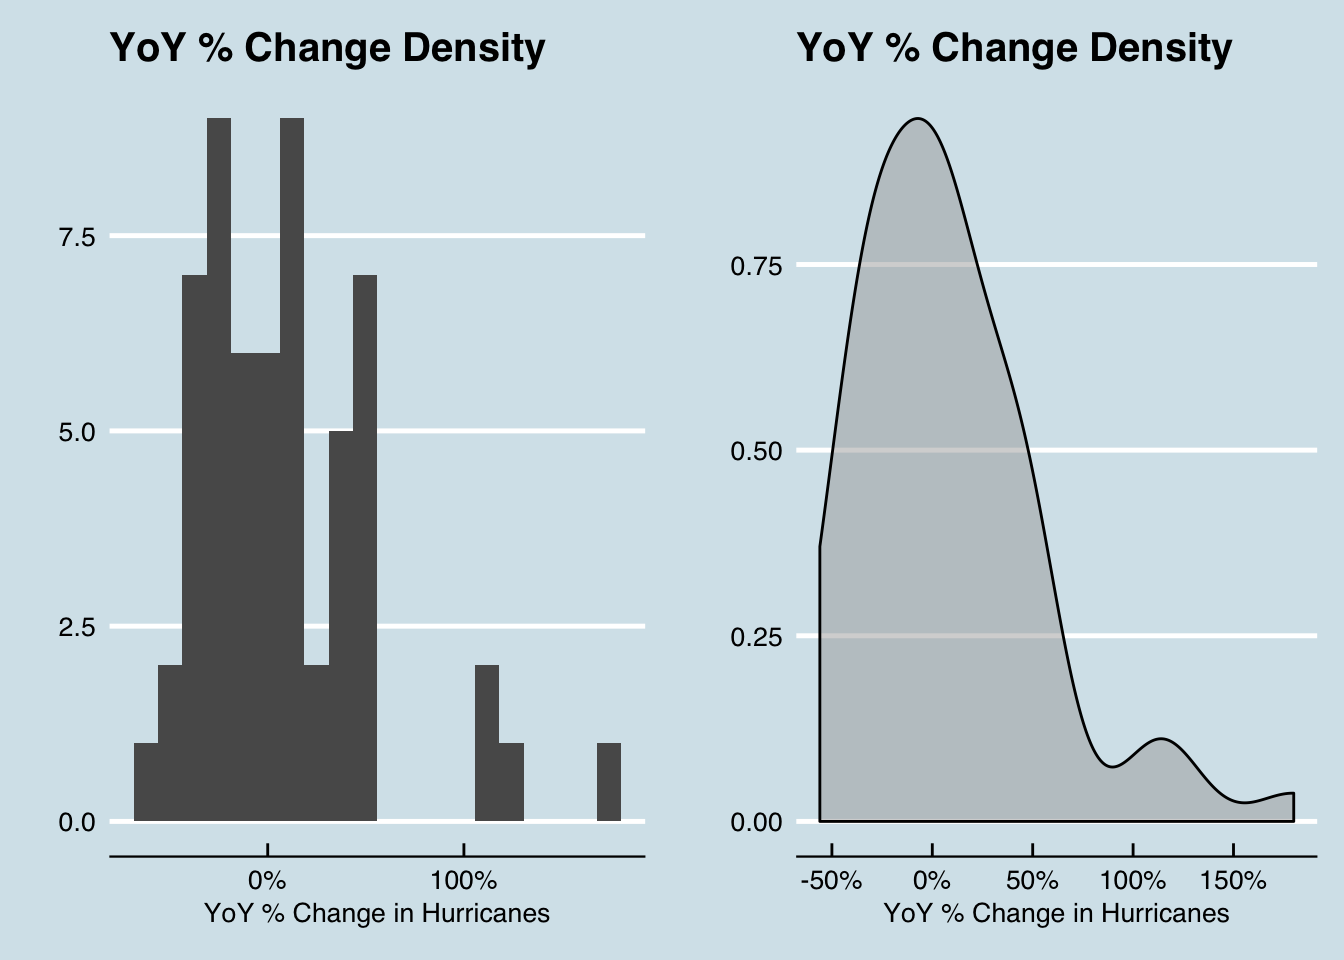 YoY % Change Density
7.5
5.0
2.5
0.0
0% 100%
YoY % Change in Hurricanes
YoY % Change Density
0.75
0.50
0.25
0.00
-50% 0% 50% 100% 150%
YoY % Change in Hurricanes